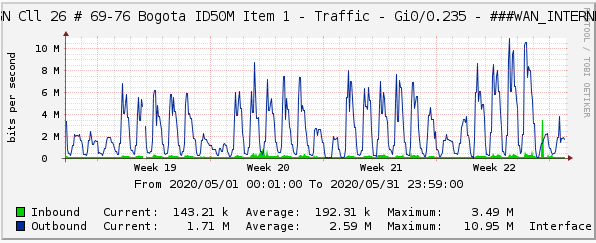 N Cll 26 # 69-76 Bogota ID50M Item 1 - Traffic - Gi0/0.235 - ###WAN_INTERN
RRDTOOL / TOBI OETIKER
bits per second
10 M
8 M
6 M
4 M
2 M
0
Week 19 Week 20 Week 21 Week 22
From 2020/05/01 00:01:00 To 2020/05/31 23:59:00
Inbound Current: 143.21 k Average: 192.31 k Maximum: 3.49 M
Outbound Current: 1.71 M Average: 2.59 M Maximum: 10.95 M Interface